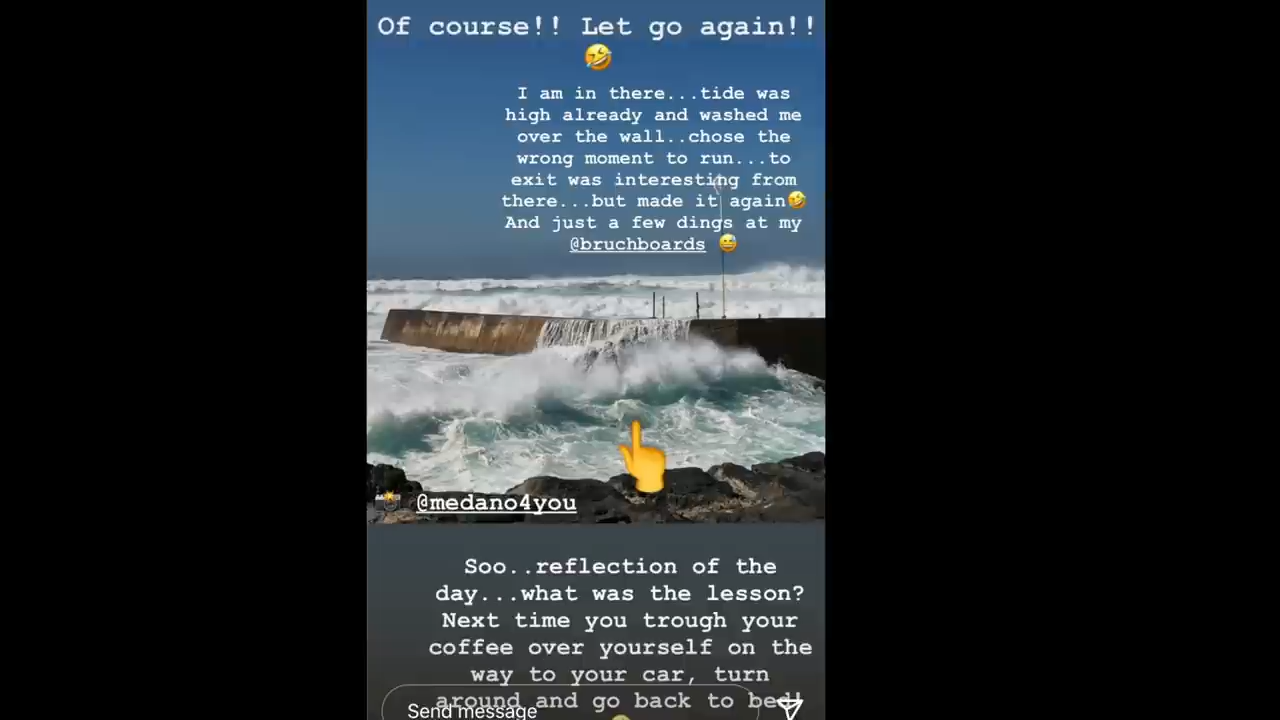 Of course!! Let go again!!
🤣
I am in there...tide was
high already and washed me
over the wall..chose the
wrong moment to run...to
exit was interesting from
there...but made it again🤣
And just a few dings at my
@bruchboards 😅
@medano4you
Soo..reflection of the
day...what was the lesson?
Next time you trough your
coffee over yourself on the
way to your car, turn
around and go back to bed!
Send message